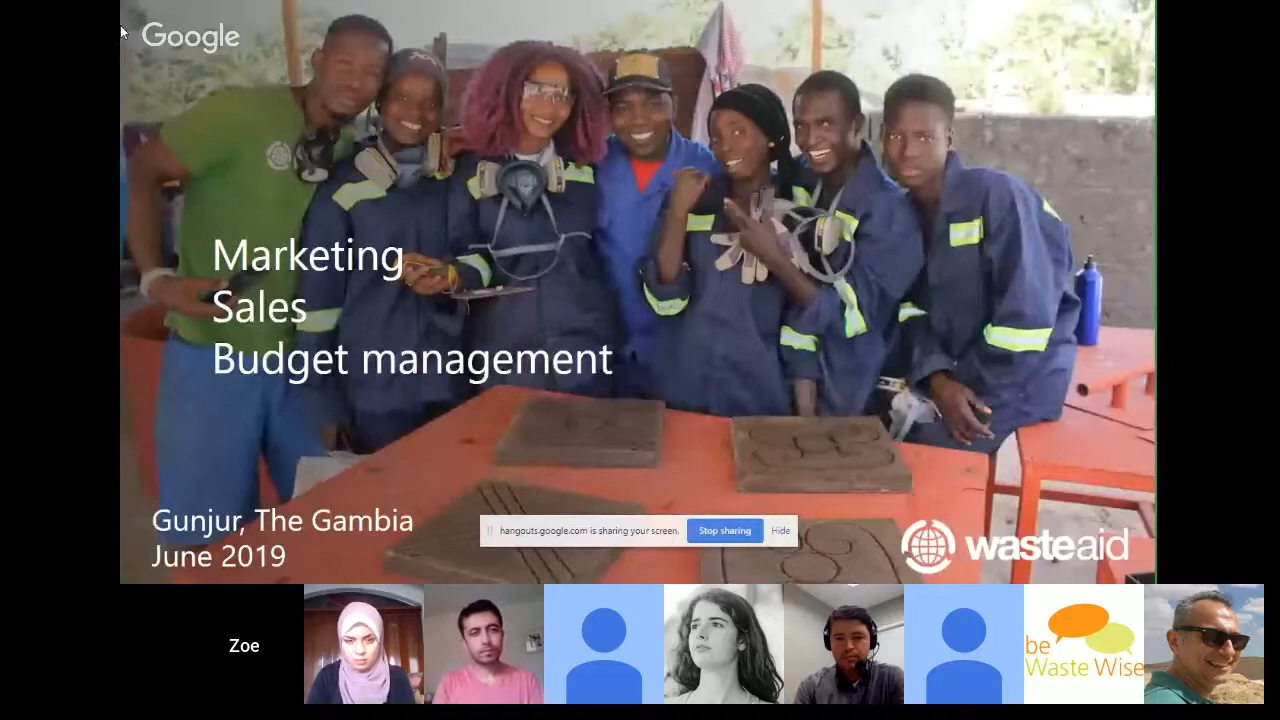 Google
Marketing
Sales
Budget management
Gunjur, The Gambia
June 2019
hangouts.google.com is sharing your screen.
Stop sharing
Hide
wasteaid
Zoe
be
Waste Wise